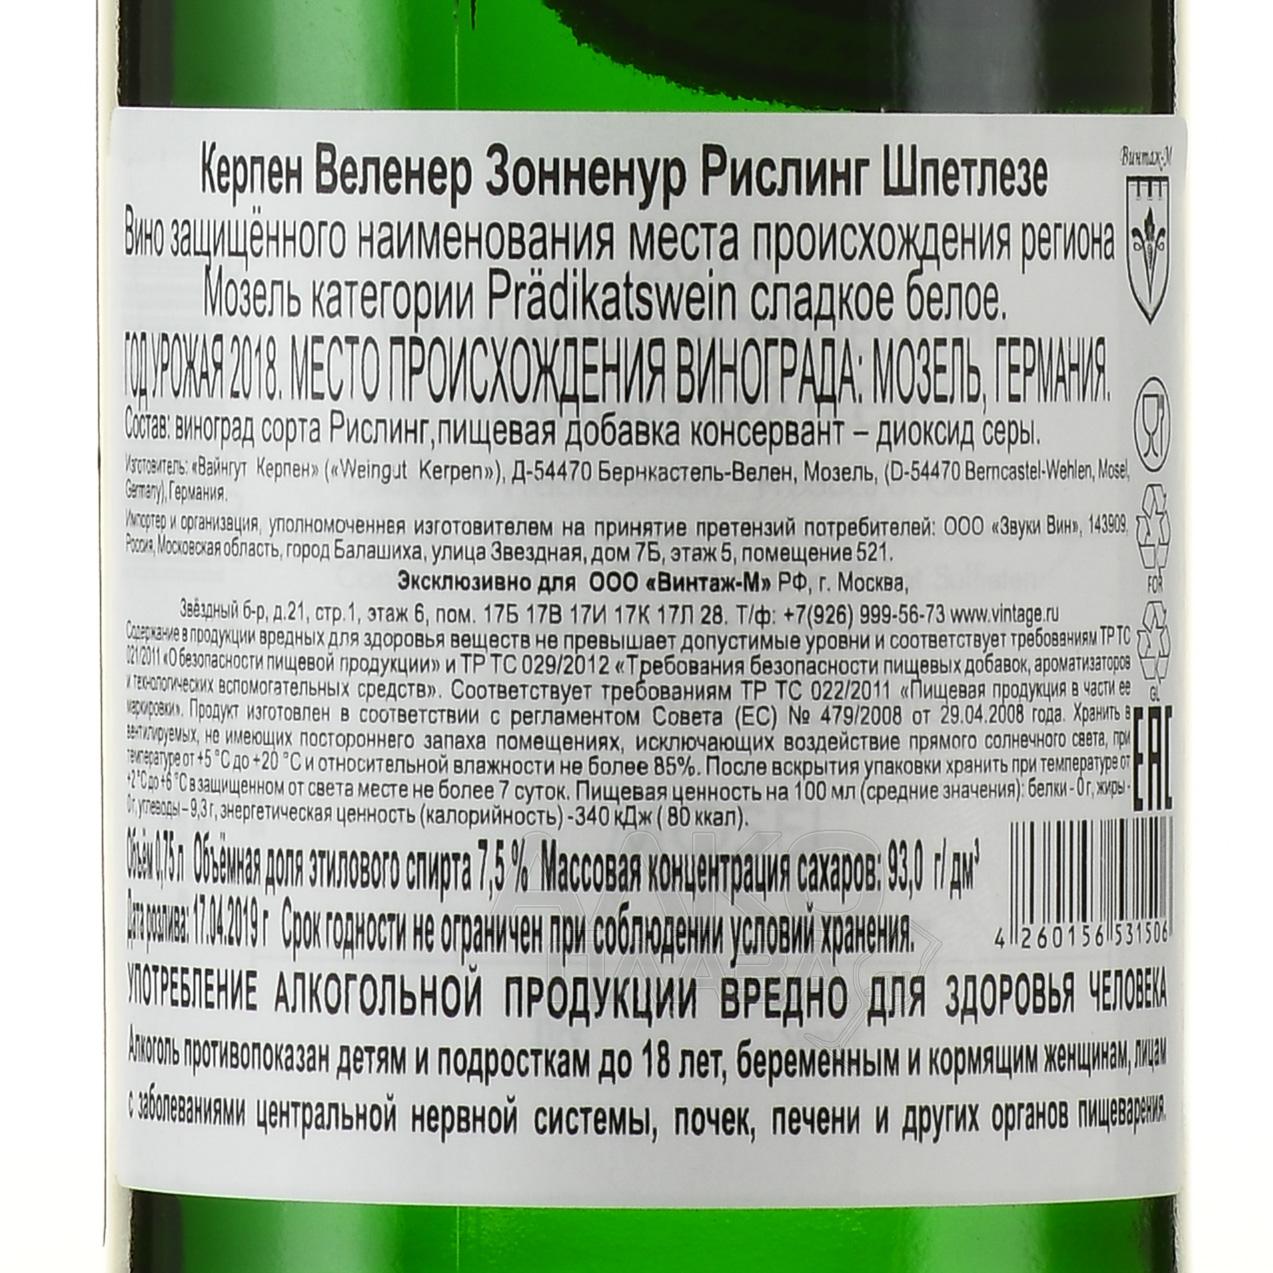 Керпен Веленер Зонненур Рислинг Шпетлезе
Винтаж-М
Вино защищённого наименования места происхождения региона
Мозель категории Prädikatswein сладкое белое.
ГОД УРОЖАЯ 2018. МЕСТО ПРОИСХОЖДЕНИЯ ВИНОГРАДА: МОЗЕЛЬ, ГЕРМАНИЯ.
Состав: виноград сорта Рислинг,пищевая добавка консервант – диоксид серы.
Изготовитель: «Вайнгут Керпен» («Weingut Kerpen»), Д-54470 Бернкастель-Велен, Мозель, (D-54470 Berncastel-Wehlen, Mosel,
Germany), Германия.
Импортер и организация, уполномоченная изготовителем на принятие претензий потребителей: ООО «Звуки Вин», 143909,
Россия, Московская область, город Балашиха, улица Звездная, дом 7Б, этаж 5, помещение 521.
Эксклюзивно для ООО «Винтаж-М» РФ, г. Москва,
Звёздный б-р, д.21, стр.1, этаж 6, пом. 17Б 17В 17И 17К 17Л 28. Т/ф: +7(926) 999-56-73 www.vintage.ru
FOR
Содержание в продукции вредных для здоровья веществ не превышает допустимые уровни и соответствует требованиям ТР ТС
021/2011 «О безопасности пищевой продукции» и ТР ТС 029/2012 «Требования безопасности пищевых добавок, ароматизаторов
и технологических вспомогательных средств». Соответствует требованиям ТР ТС 022/2011 «Пищевая продукция в части ее
GL
маркировки». Продукт изготовлен в соответствии с регламентом Совета (ЕС) № 479/2008 от 29.04.2008 года. Хранить в
вентилируемых, не имеющих постороннего запаха помещениях, исключающих воздействие прямого солнечного света, при
температуре от +5 °С до +20 °С и относительной влажности не более 85%. После вскрытия упаковки хранить при температуре от
+2 °С до +6 °С в защищенном от света месте не более 7 суток. Пищевая ценность на 100 мл (средние значения): белки - 0 г, жиры -
0 г, углеводы – 9,3 г, энергетическая ценность (калорийность) -340 кДж ( 80 ккал).
EAC
Объём 0,75 л Объёмная доля этилового спирта 7,5 % Массовая концентрация сахаров: 93,0 г/дм³
Дата розлива: 17.04.2019 г Срок годности не ограничен при соблюдении условий хранения.
4 260156 531506
УПОТРЕБЛЕНИЕ АЛКОГОЛЬНОЙ ПРОДУКЦИИ ВРЕДНО ДЛЯ ЗДОРОВЬЯ ЧЕЛОВЕКА
Алкоголь противопоказан детям и подросткам до 18 лет, беременным и кормящим женщинам, лицам
с заболеваниями центральной нервной системы, почек, печени и других органов пищеварения.